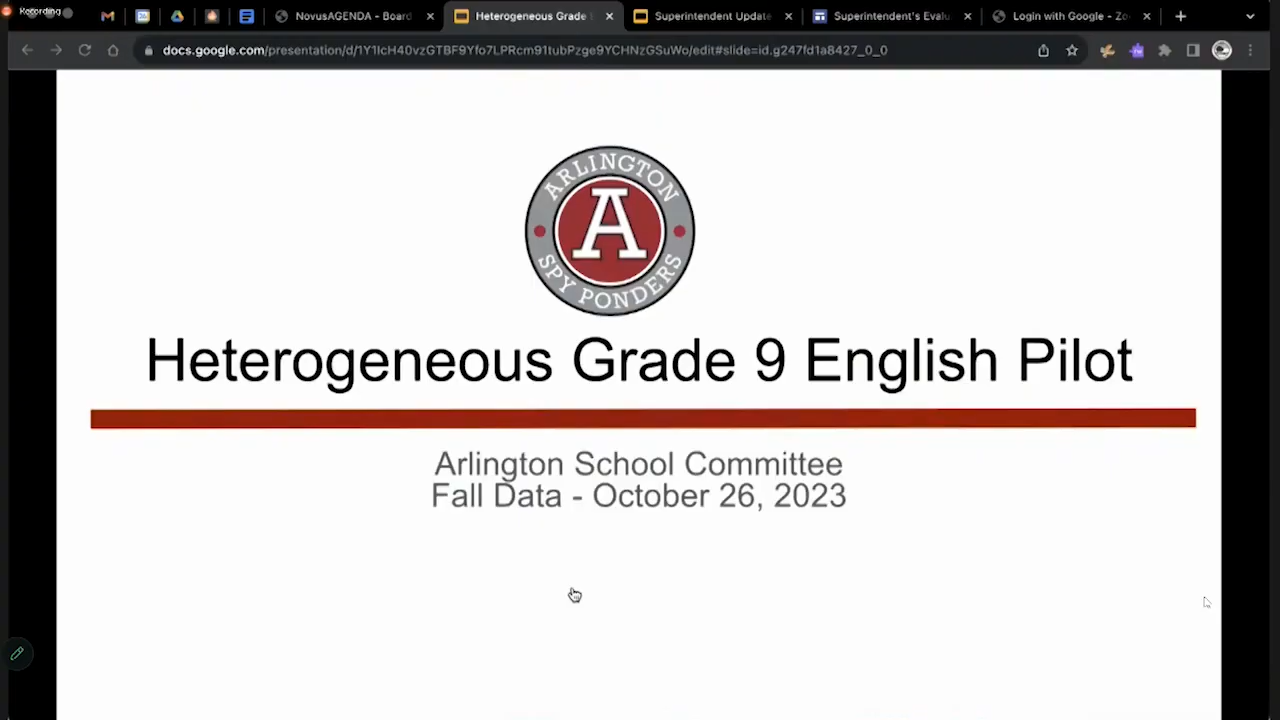 Recording
NovusAGENDA - Board
Heterogeneous Grade
Superintendent Update
Superintendent's Evalu
Login with Google - Zo
docs.google.com/presentation/d/1Y1lcH40vzGTBF9Yfo7LPRcm91tubPzge9YCHNzGSuWo/edit#slide=id.g247fd1a8427_0_0
ARLINGTON
A
SPY PONDERS
Heterogeneous Grade 9 English Pilot
Arlington School Committee
Fall Data - October 26, 2023